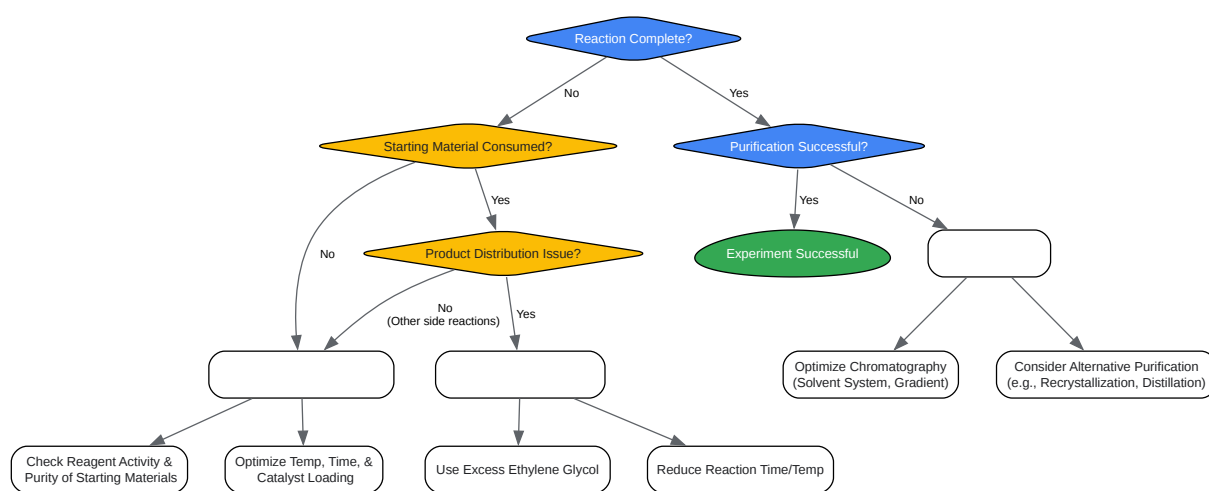 Reaction Complete?
No
Yes
Starting Material Consumed?
Purification Successful?
Yes
Yes
No
No
Product Distribution Issue?
Experiment Successful
No
(Other side reactions)
Yes
Optimize Chromatography
(Solvent System, Gradient)
Consider Alternative Purification
(e.g., Recrystallization, Distillation)
Check Reagent Activity &
Purity of Starting Materials
Optimize Temp, Time, &
Catalyst Loading
Use Excess Ethylene Glycol
Reduce Reaction Time/Temp